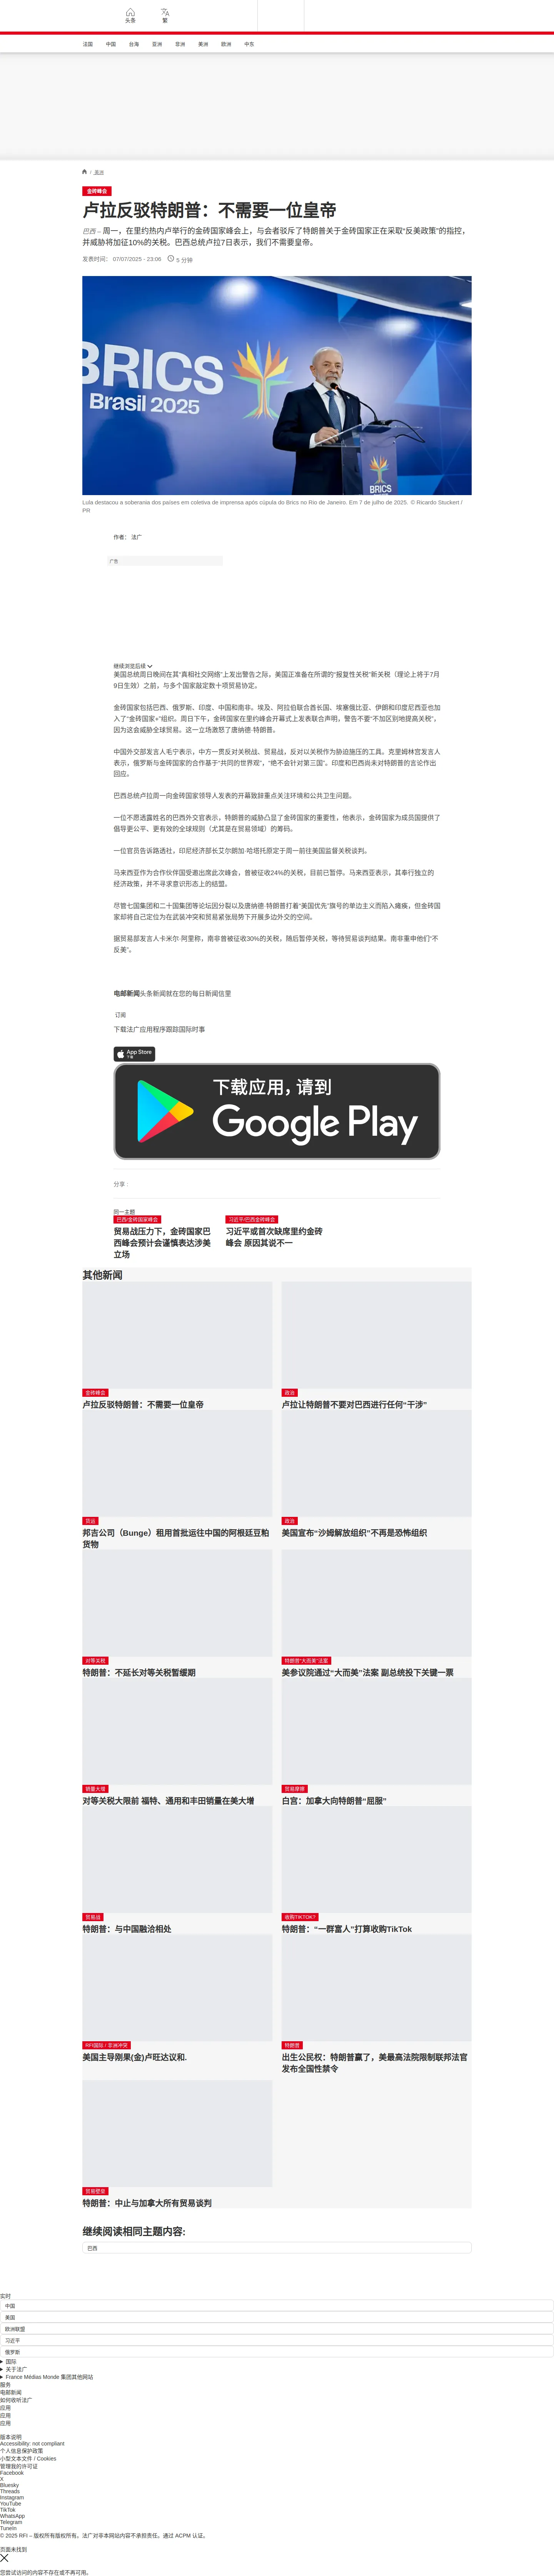 头条
繁
法国
中国
台海
亚洲
非洲
美洲
欧洲
中东
/ 美洲
金砖峰会
卢拉反驳特朗普：不需要一位皇帝
巴西 – 周一，在里约热内卢举行的金砖国家峰会上，与会者驳斥了特朗普关于金砖国家正在采取“反美政策”的指控，
并威胁将加征10%的关税。巴西总统卢拉7日表示，我们不需要皇帝。
发表时间： 07/07/2025 - 23:06 5 分钟
BRICS
Brasil 2025
BRICS
Lula destacou a soberania dos países em coletiva de imprensa após cúpula do Brics no Rio de Janeiro. Em 7 de julho de 2025. © Ricardo Stuckert /
PR
作者： 法广
广告
继续浏览后续
美国总统周日晚间在其“真相社交网络”上发出警告之际，美国正准备在所谓的“报复性关税”新关税（理论上将于7月
9日生效）之前，与多个国家敲定数十项贸易协定。
金砖国家包括巴西、俄罗斯、印度、中国和南非。埃及、阿拉伯联合酋长国、埃塞俄比亚、伊朗和印度尼西亚也加
入了“金砖国家+”组织。周日下午，金砖国家在里约峰会开幕式上发表联合声明，警告不要“不加区别地提高关税”，
因为这会威胁全球贸易。这一立场激怒了唐纳德·特朗普。
中国外交部发言人毛宁表示，中方一贯反对关税战、贸易战，反对以关税作为胁迫施压的工具。克里姆林宫发言人
表示，俄罗斯与金砖国家的合作基于“共同的世界观”，“绝不会针对第三国”。印度和巴西尚未对特朗普的言论作出
回应。
巴西总统卢拉周一向金砖国家领导人发表的开幕致辞重点关注环境和公共卫生问题。
一位不愿透露姓名的巴西外交官表示，特朗普的威胁凸显了金砖国家的重要性，他表示，金砖国家为成员国提供了
倡导更公平、更有效的全球规则（尤其是在贸易领域）的筹码。
一位官员告诉路透社，印尼经济部长艾尔朗加·哈塔托原定于周一前往美国监督关税谈判。
马来西亚作为合作伙伴国受邀出席此次峰会，曾被征收24%的关税，目前已暂停。马来西亚表示，其奉行独立的
经济政策，并不寻求意识形态上的结盟。
尽管七国集团和二十国集团等论坛因分裂以及唐纳德·特朗普打着“美国优先”旗号的单边主义而陷入瘫痪，但金砖国
家却将自己定位为在武装冲突和贸易紧张局势下开展多边外交的空间。
据贸易部发言人卡米尔·阿里称，南非曾被征收30%的关税，随后暂停关税，等待贸易谈判结果。南非重申他们“不
反美”。
电邮新闻头条新闻就在您的每日新闻信里
订阅
下载法广应用程序跟踪国际时事
App Store
下载
下载应用，请到
Google Play
分享 :
同一主题
巴西/金砖国家峰会
贸易战压力下，金砖国家巴
西峰会预计会谨慎表达涉美
立场
习近平/巴西金砖峰会
习近平或首次缺席里约金砖
峰会 原因其说不一
其他新闻
金砖峰会
卢拉反驳特朗普：不需要一位皇帝
政治
卢拉让特朗普不要对巴西进行任何“干涉”
货运
邦吉公司（Bunge）租用首批运往中国的阿根廷豆粕
货物
政治
美国宣布“沙姆解放组织”不再是恐怖组织
对等关税
特朗普：不延长对等关税暂缓期
特朗普“大而美”法案
美参议院通过“大而美”法案 副总统投下关键一票
销量大增
对等关税大限前 福特、通用和丰田销量在美大增
贸易摩擦
白宫：加拿大向特朗普“屈服”
贸易战
特朗普：与中国融洽相处
收购TIKTOK?
特朗普：“一群富人”打算收购TikTok
RFI国际 / 非洲冲突
美国主导刚果(金)卢旺达议和.
特朗普
出生公民权：特朗普赢了，美最高法院限制联邦法官
发布全国性禁令
贸易壁垒
特朗普：中止与加拿大所有贸易谈判
继续阅读相同主题内容:
巴西
实时
中国
美国
欧洲联盟
习近平
俄罗斯
国际
关于法广
France Médias Monde 集团其他网站
服务
电邮新闻
如何收听法广
应用
应用
应用
版本说明
Accessibility: not compliant
个人信息保护政策
小型文本文件 / Cookies
管理我的许可证
Facebook
X
Bluesky
Threads
Instagram
YouTube
TikTok
WhatsApp
Telegram
TuneIn
© 2025 RFI – 版权所有版权所有。法广对非本网站内容不承担责任。通过 ACPM 认证。
页面未找到
您尝试访问的内容不存在或不再可用。